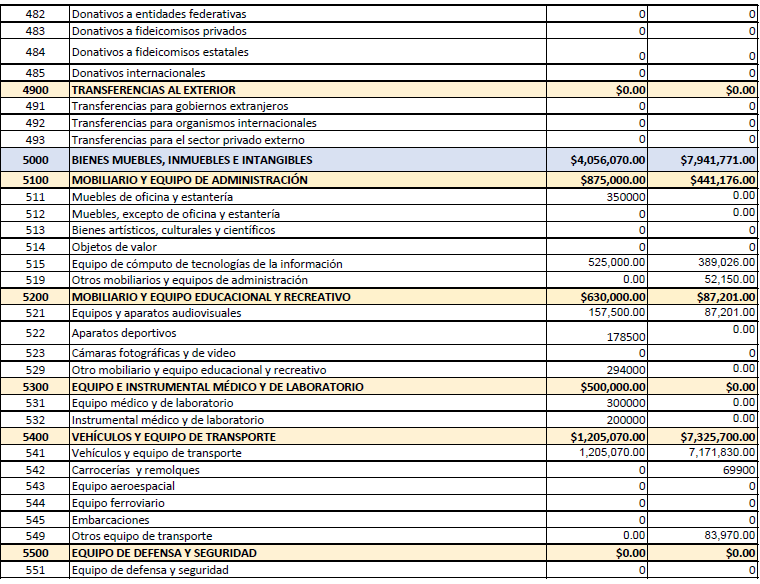 482 Donativos a entidades federativas 0 0
483 Donativos a fideicomisos privados 0 0
484 Donativos a fideicomisos estatales 0 0
485 Donativos internacionales 0 0
4900 TRANSFERENCIAS AL EXTERIOR $0.00 $0.00
491 Transferencias para gobiernos extranjeros 0 0
492 Transferencias para organismos internacionales 0 0
493 Transferencias para el sector privado externo 0 0
5000 BIENES MUEBLES, INMUEBLES E INTANGIBLES $4,056,070.00 $7,941,771.00
5100 MOBILIARIO Y EQUIPO DE ADMINISTRACIÓN $875,000.00 $441,176.00
511 Muebles de oficina y estantería 350000 0.00
512 Muebles, excepto de oficina y estantería 0 0.00
513 Bienes artísticos, culturales y científicos 0 0
514 Objetos de valor 0 0
515 Equipo de cómputo de tecnologías de la información 525,000.00 389,026.00
519 Otros mobiliarios y equipos de administración 0.00 52,150.00
5200 MOBILIARIO Y EQUIPO EDUCACIONAL Y RECREATIVO $630,000.00 $87,201.00
521 Equipos y aparatos audiovisuales 157,500.00 87,201.00
522 Aparatos deportivos 178500 0.00
523 Cámaras fotográficas y de video 0 0
529 Otro mobiliario y equipo educacional y recreativo 294000 0.00
5300 EQUIPO E INSTRUMENTAL MÉDICO Y DE LABORATORIO $500,000.00 $0.00
531 Equipo médico y de laboratorio 300000 0.00
532 Instrumental médico y de laboratorio 200000 0.00
5400 VEHÍCULOS Y EQUIPO DE TRANSPORTE $1,205,070.00 $7,325,700.00
541 Vehículos y equipo de transporte 1,205,070.00 7,171,830.00
542 Carrocerías y remolques 0 69900
543 Equipo aeroespacial 0 0
544 Equipo ferroviario 0 0
545 Embarcaciones 0 0
549 Otros equipo de transporte 0.00 83,970.00
5500 EQUIPO DE DEFENSA Y SEGURIDAD $0.00 $0.00
551 Equipo de defensa y seguridad 0 0